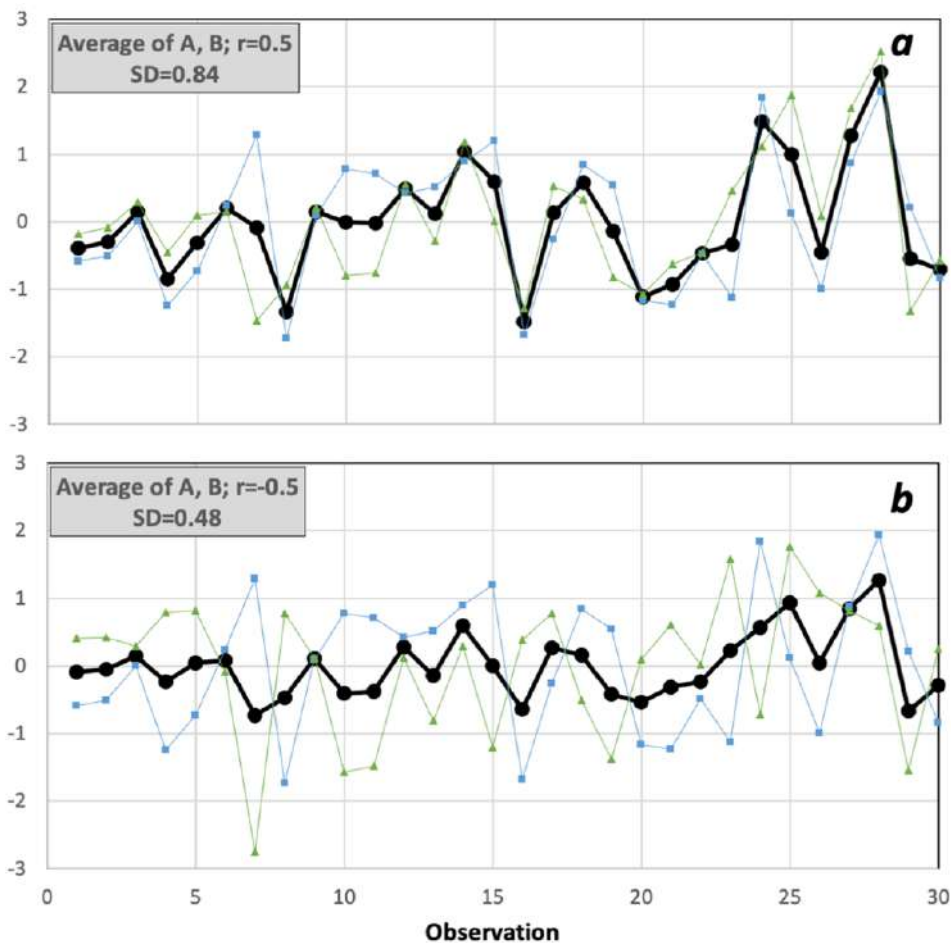 3
Average of A, B; r=0.5
SD=0.84
a
2
1
0
-1
-2
-3
3
Average of A, B; r=-0.5
SD=0.48
b
2
1
0
-1
-2
-3
0 5 10 15 20 25 30
Observation